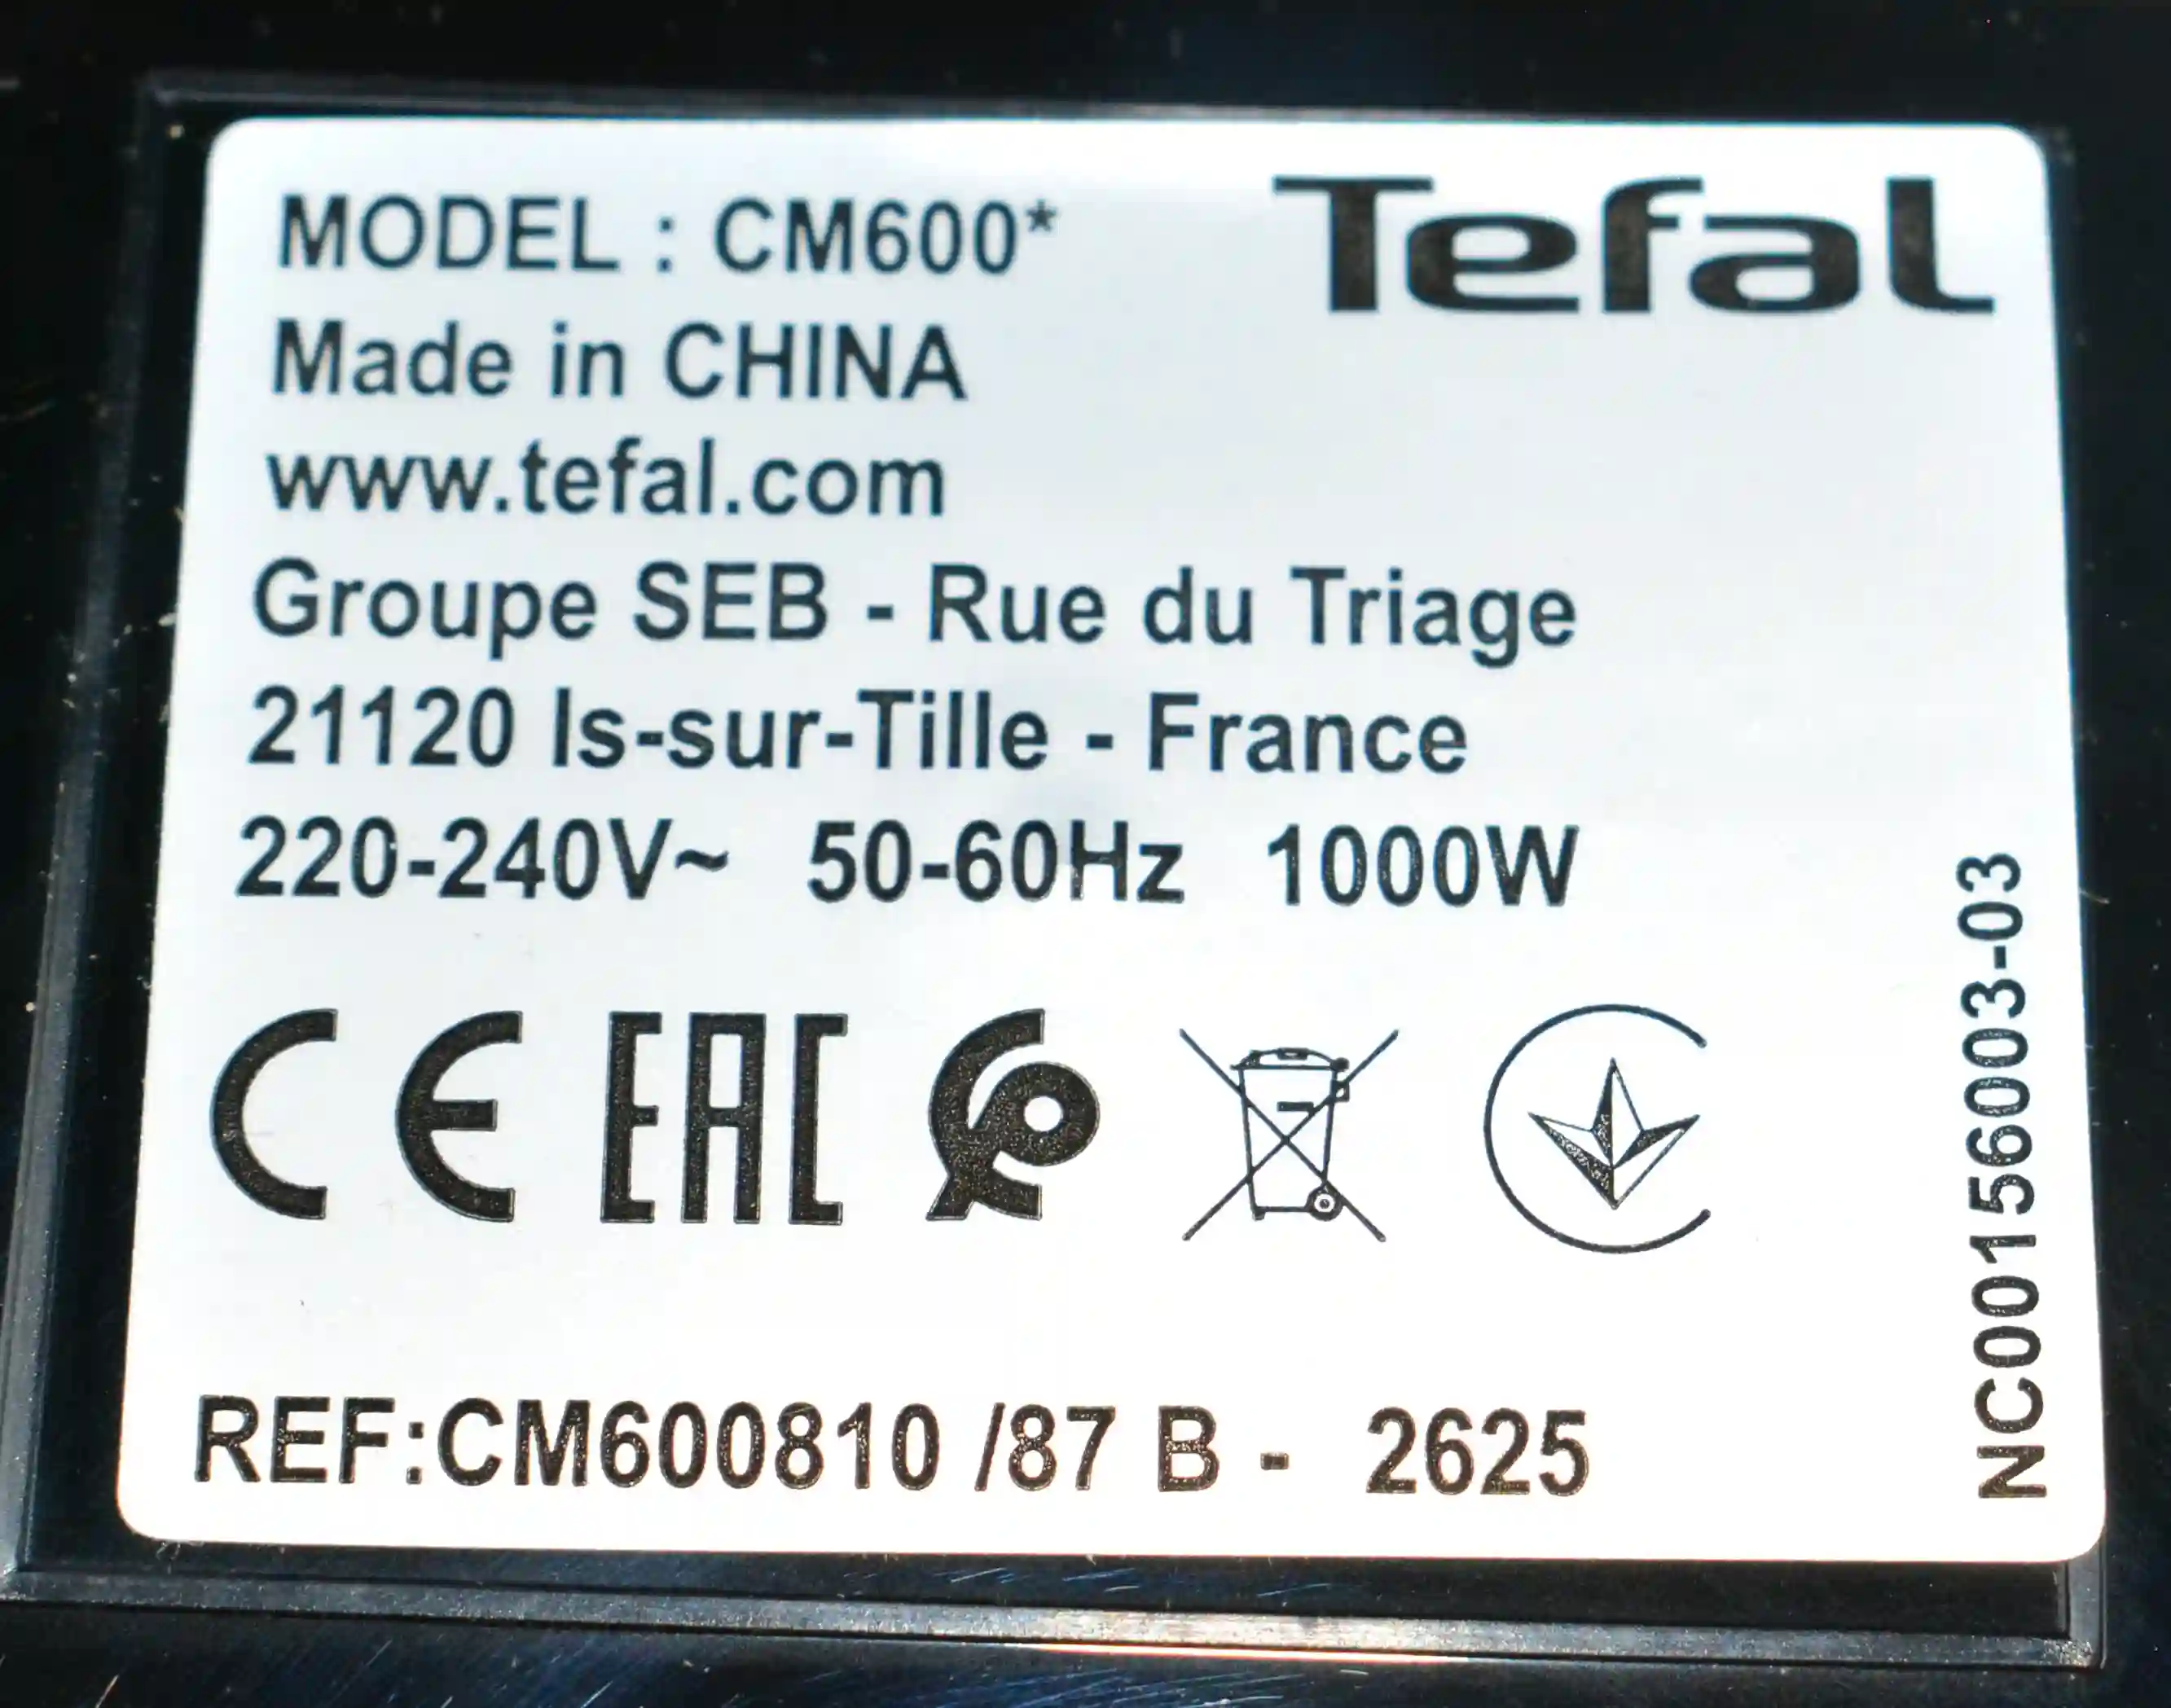 MODEL : CM600*
Tefal
Made in CHINA
www.tefal.com
Groupe SEB - Rue du Triage
21120 Is-sur-Tille - France
220-240V~ 50-60Hz 1000W
CE EAC
REF:CM600810 /87 B - 2625
NC00156003-03